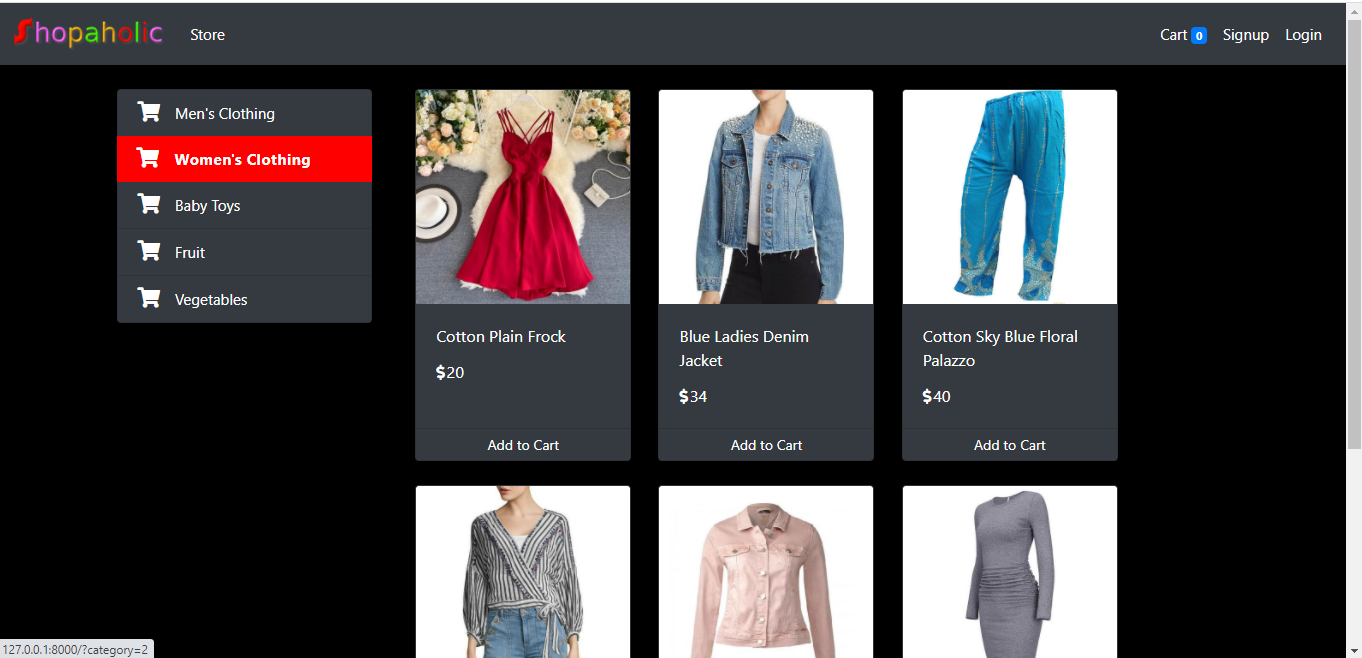 Shopaholic Store Cart 0 Signup Login
Men's Clothing
Women's Clothing
Baby Toys
Fruit
Vegetables
Cotton Plain Frock
$20
Add to Cart
Blue Ladies Denim
Jacket
$34
Add to Cart
Cotton Sky Blue Floral
Palazzo
$40
Add to Cart
127.0.0.1:8000/?category=2